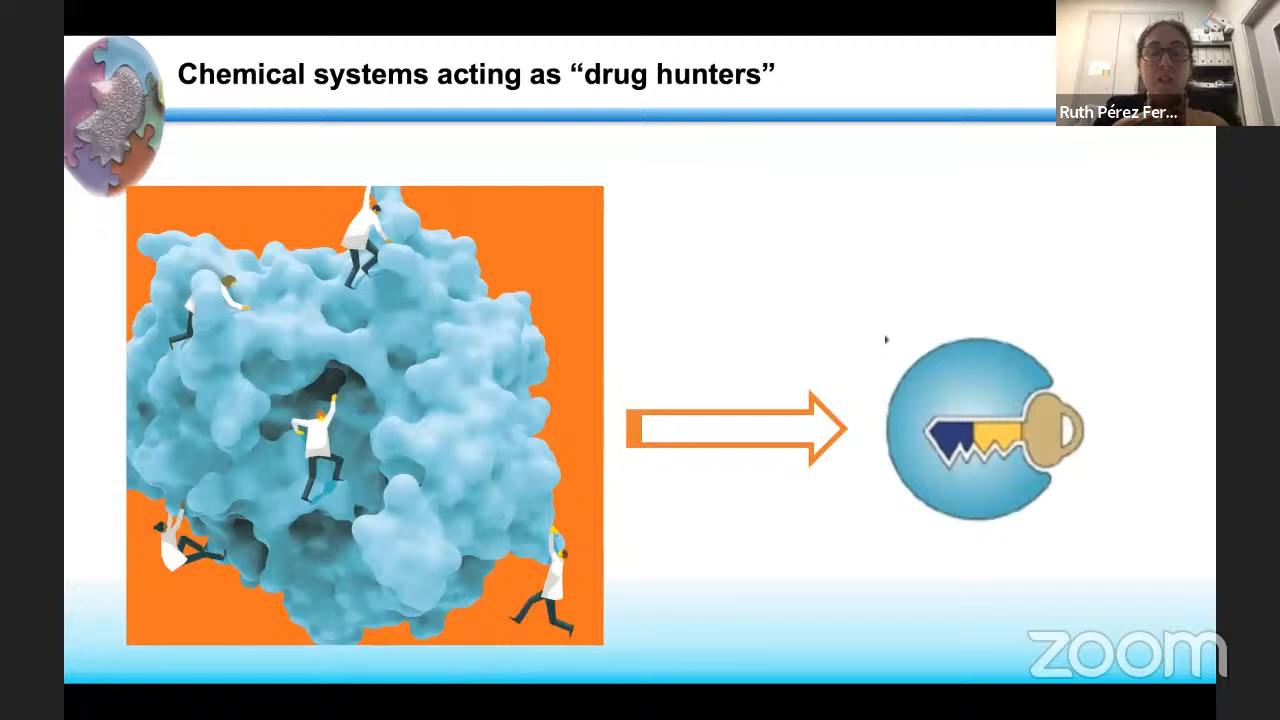 Chemical systems acting as “drug hunters”
Ruth Pérez Fer...
zoom